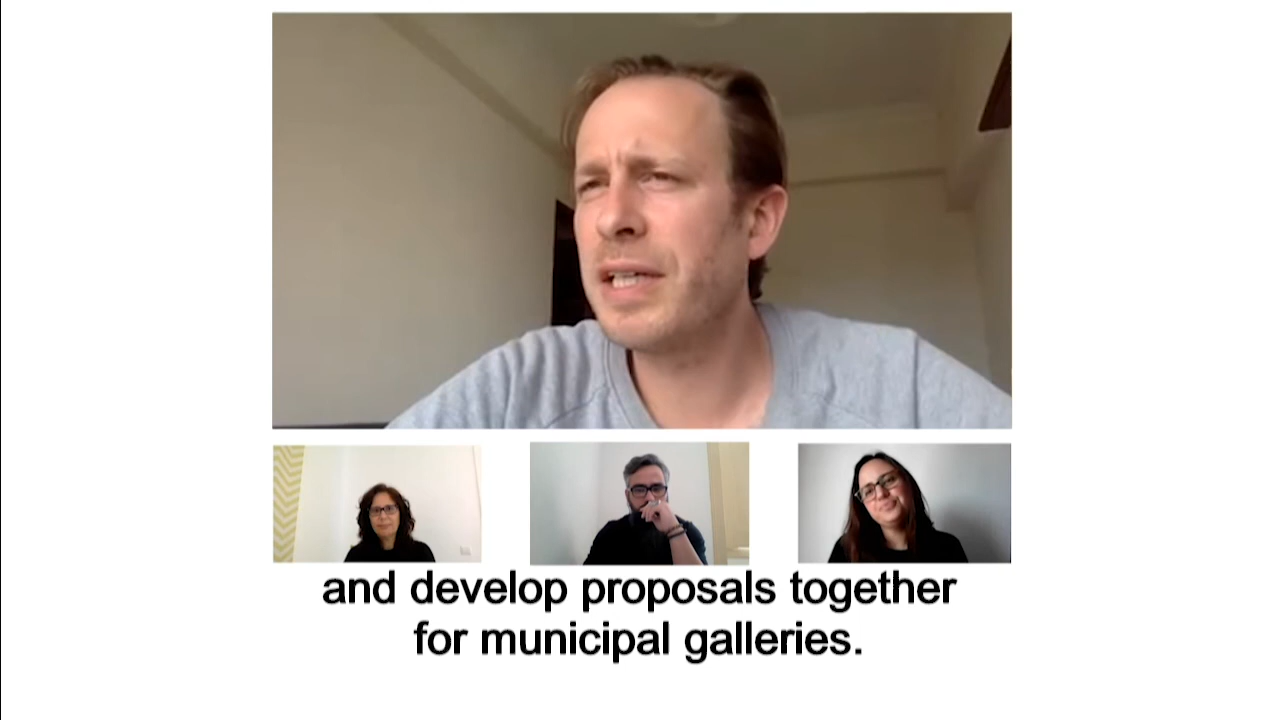 and develop proposals together
for municipal galleries.